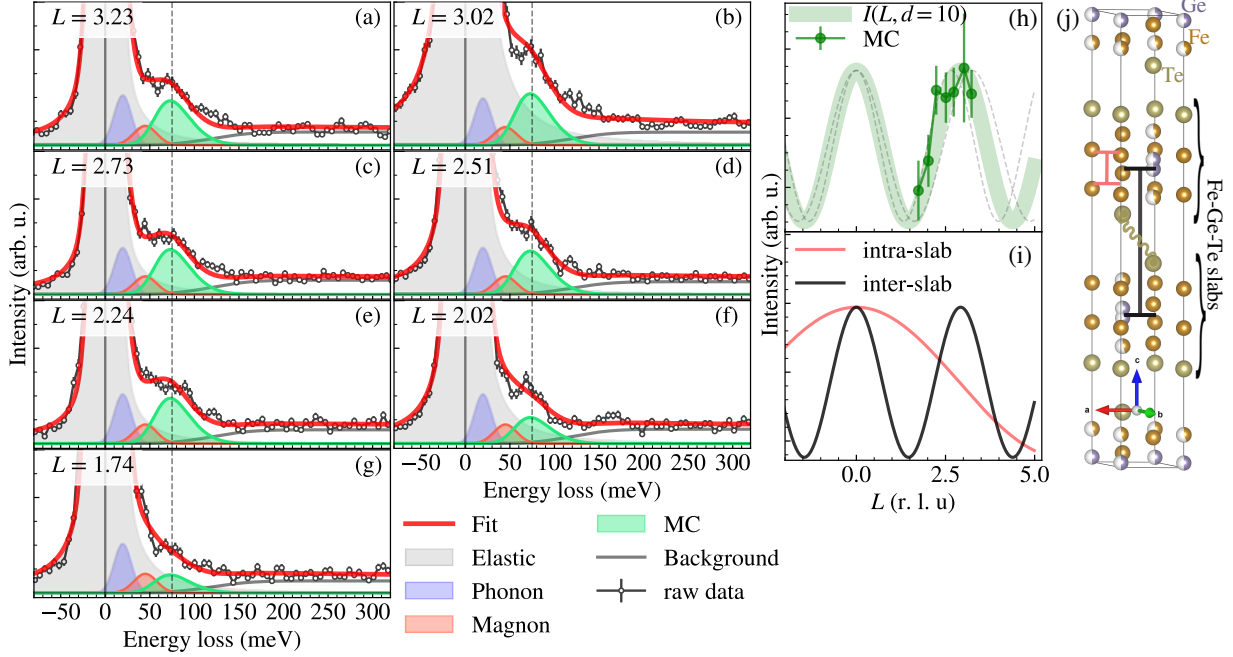 L = 3.23
(a)
L = 3.02
(b)
L = 2.73
(c)
L = 2.51
(d)
L = 2.24
(e)
L = 2.02
(f)
L = 1.74
(g)
Intensity (arb. u.)
−50 0 50 100 150 200 250 300
Energy loss (meV)
−50 0 50 100 150 200 250 300
Energy loss (meV)
Fit
Elastic
Phonon
Magnon
MC
Background
raw data
I(L, d = 10)
MC
(h)
intra-slab
inter-slab
(i)
Intensity (arb. u.)
0.0 2.5 5.0
L (r. l. u)
(j)
Ge
Fe
Te
Fe-Ge-Te slabs
c
a
b